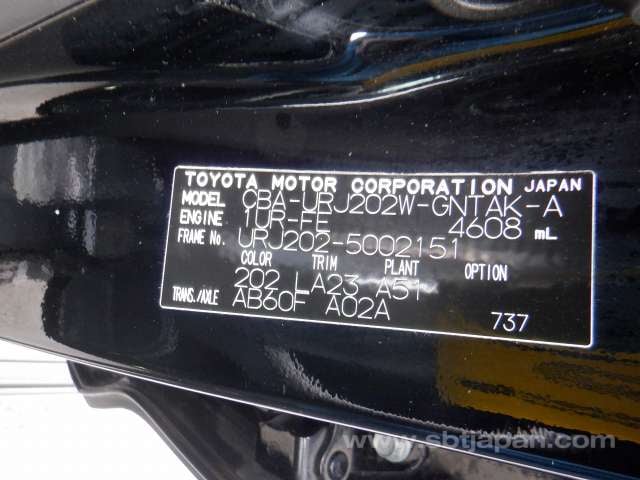 TOYOTA MOTOR CORPORATION JAPAN
MODEL CBA-URJ202W-GNTAK-A
ENGINE 1UR-FE 4608 mL
FRAME No. URJ202-5002151
COLOR TRIM PLANT OPTION
202 LA23 A51
TRANS./AXLE AB60F A02A
737
www.sbtjapan.com